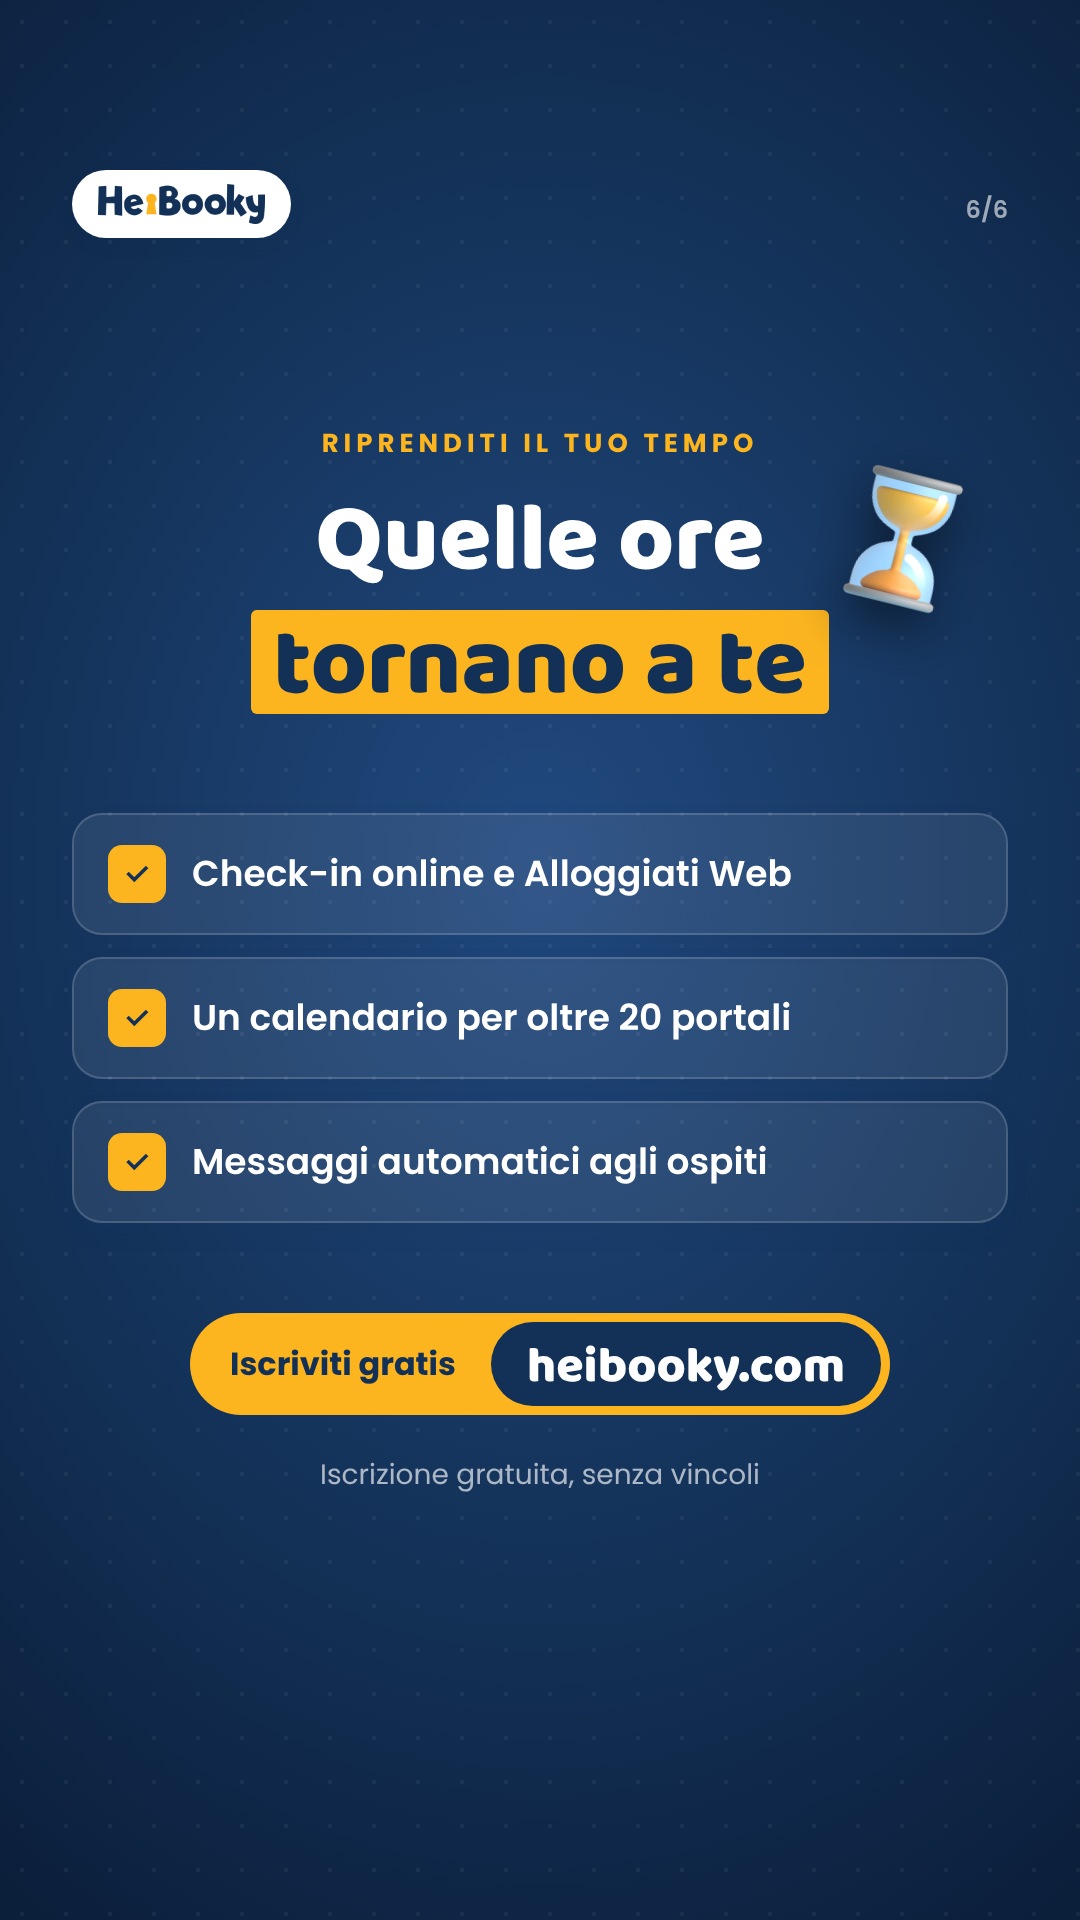 HeiBooky
6/6
RIPRENDITI IL TUO TEMPO
Quelle ore
tornano a te
Check-in online e Alloggiati Web
Un calendario per oltre 20 portali
Messaggi automatici agli ospiti
Iscriviti gratis heibooky.com
Iscrizione gratuita, senza vincoli